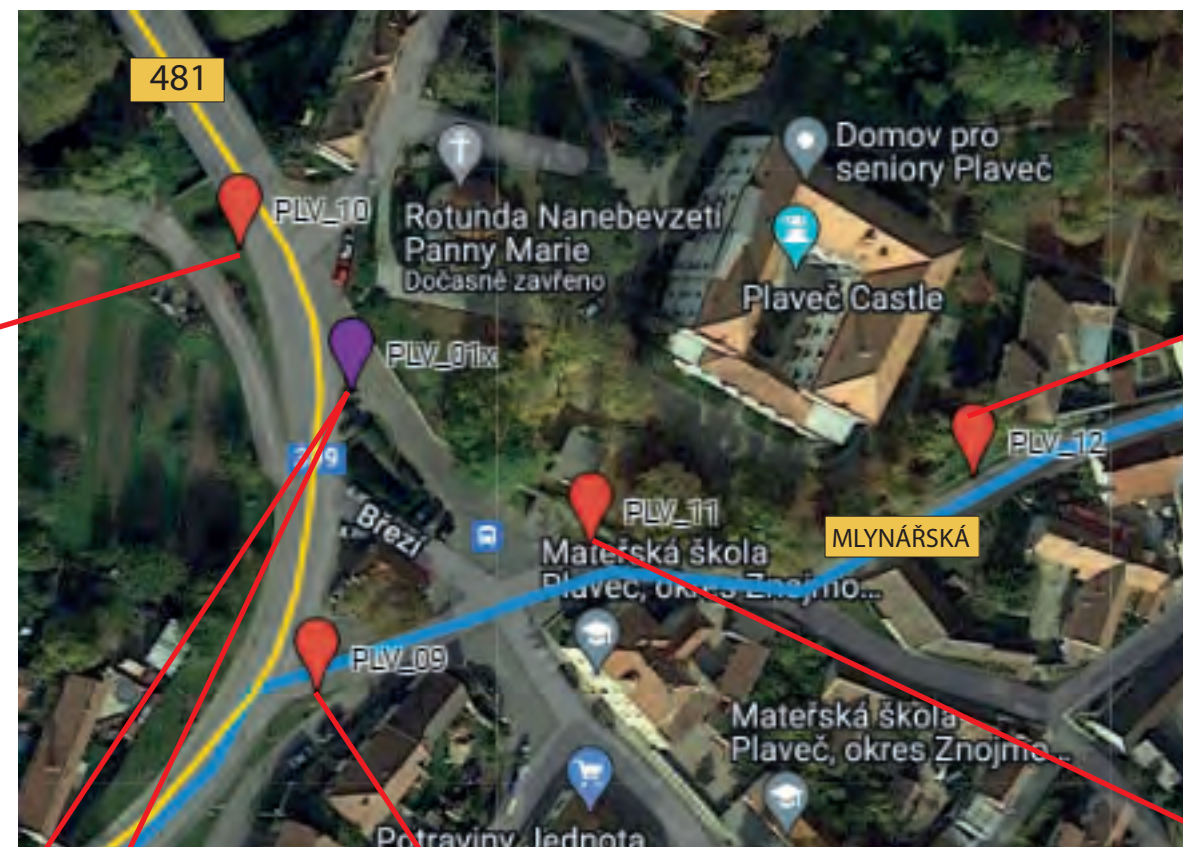 481
Domov pro
seniory Plaveč
PLV_10
Rotunda Nanebevzetí
Panny Marie
Dočasně zavřeno
Plaveč Castle
PLV_01x
PLV_12
PLV_11
Březí
MLYNÁŘSKÁ
Mateřská škola
Plaveč, okres Znojmo...
PLV_09
Mateřská škola
Plaveč, okres Znojmo...
Potraviny Jednota